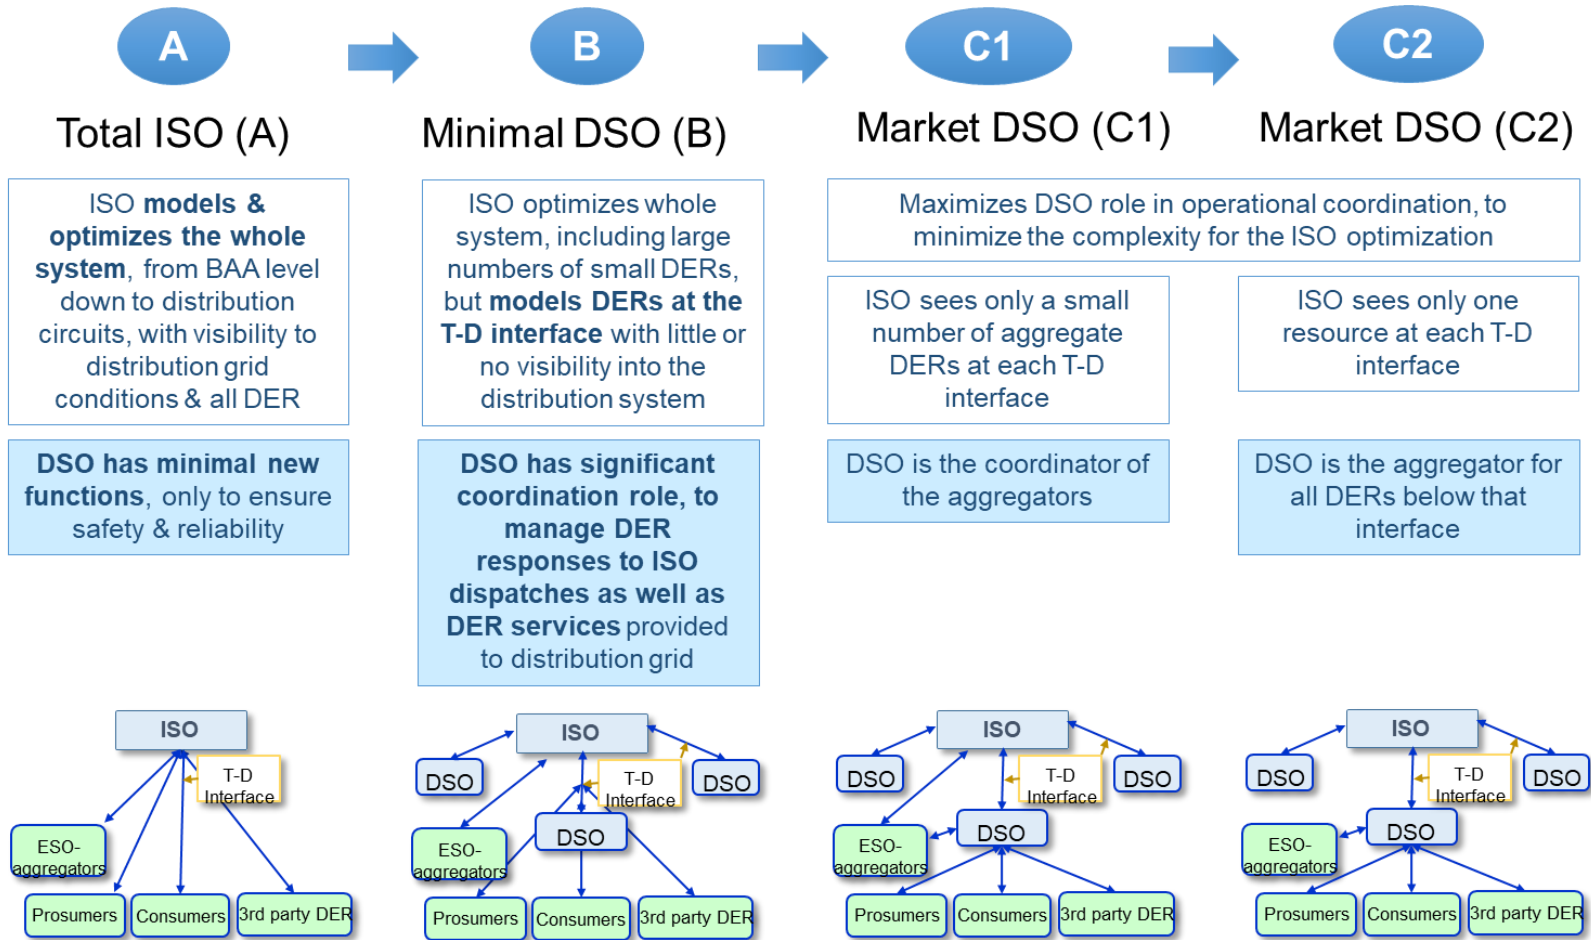 A
B
C1
C2
Total ISO (A)
Minimal DSO (B)
Market DSO (C1)
Market DSO (C2)
ISO models &
optimizes the whole
system, from BAA level
down to distribution
circuits, with visibility to
distribution grid
conditions & all DER
ISO optimizes whole
system, including large
numbers of small DERs,
but models DERs at the
T-D interface with little or
no visibility into the
distribution system
Maximizes DSO role in operational coordination, to
minimize the complexity for the ISO optimization
ISO sees only a small
number of aggregate
DERs at each T-D
interface
ISO sees only one
resource at each T-D
interface
DSO has minimal new
functions, only to ensure
safety & reliability
DSO has significant
coordination role, to
manage DER
responses to ISO
dispatches as well as
DER services provided
to distribution grid
DSO is the coordinator of
the aggregators
DSO is the aggregator for
all DERs below that
interface
ISO
T-D
Interface
ESO-
aggregators
Prosumers
Consumers
3rd party DER
ISO
DSO
T-D
Interface
DSO
DSO
ESO-
aggregators
Prosumers
Consumers
3rd party DER
ISO
DSO
T-D
Interface
DSO
DSO
ESO-
aggregators
Prosumers
Consumers
3rd party DER
ISO
DSO
T-D
Interface
DSO
DSO
ESO-
aggregators
Prosumers
Consumers
3rd party DER